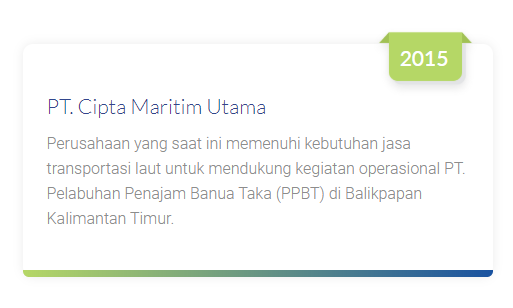 2015
PT. Cipta Maritim Utama
Perusahaan yang saat ini memenuhi kebutuhan jasa
transportasi laut untuk mendukung kegiatan operasional PT.
Pelabuhan Penajam Banua Taka (PPBT) di Balikpapan
Kalimantan Timur.